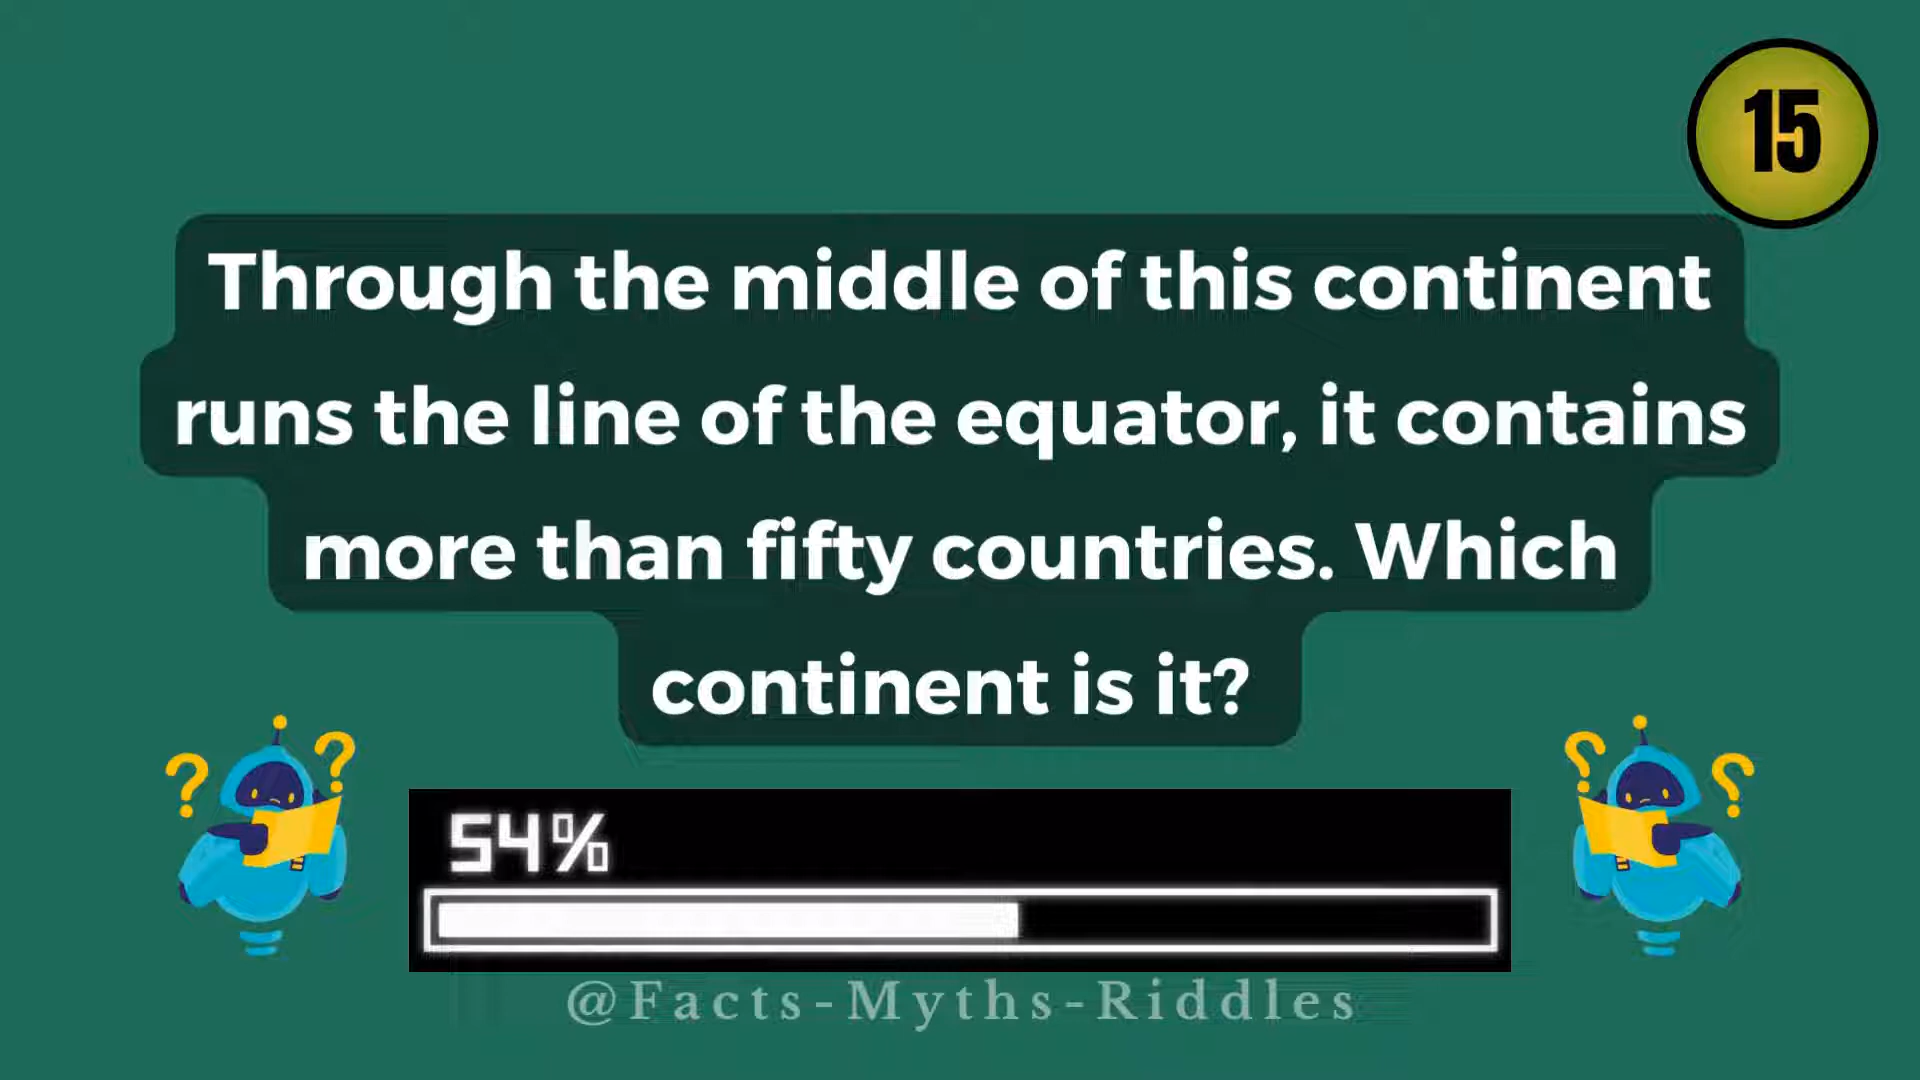 15
Through the middle of this continent
runs the line of the equator, it contains
more than fifty countries. Which
continent is it?
? ?
? ?
54%
@Facts-Myths-Riddles